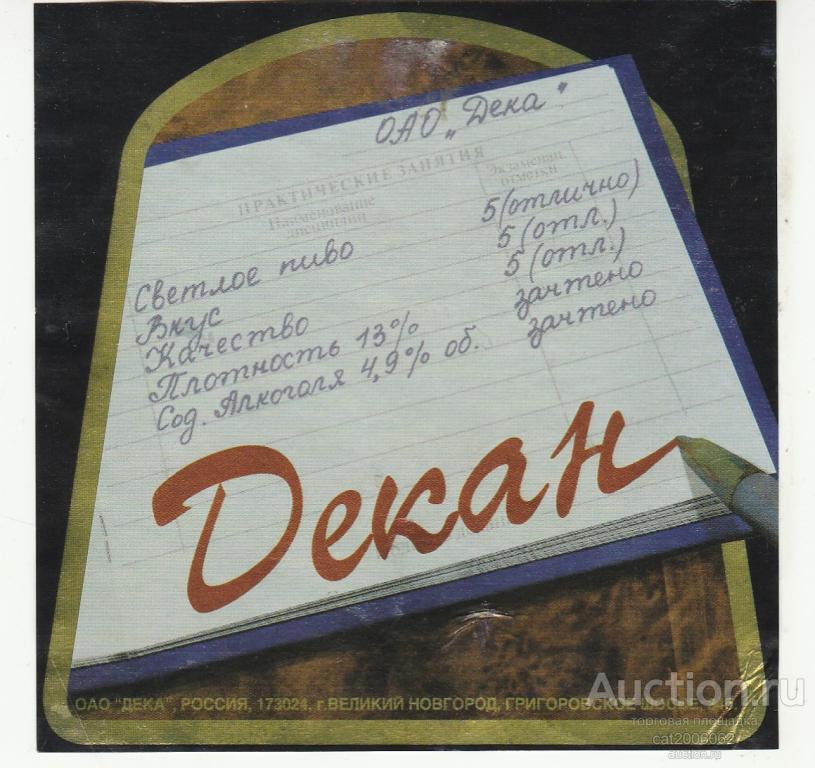 ОАО „Дека"
ПРАКТИЧЕСКИЕ ЗАНЯТИЯ
Наименование дисциплин
Экзаменац. отметки
Светлое пиво 5(отлично)
Вкус 5(отл.)
Качество 5(отл.)
Плотность 13% зачтено
Сод. Алкоголя 4,9% об. зачтено
Декан
ОАО "ДЕКА", РОССИЯ, 173024, г.ВЕЛИКИЙ НОВГОРОД, ГРИГОРОВСКОЕ ШОССЕ,
Auction.ru
торговая площадка
cat2006062
auction.ru